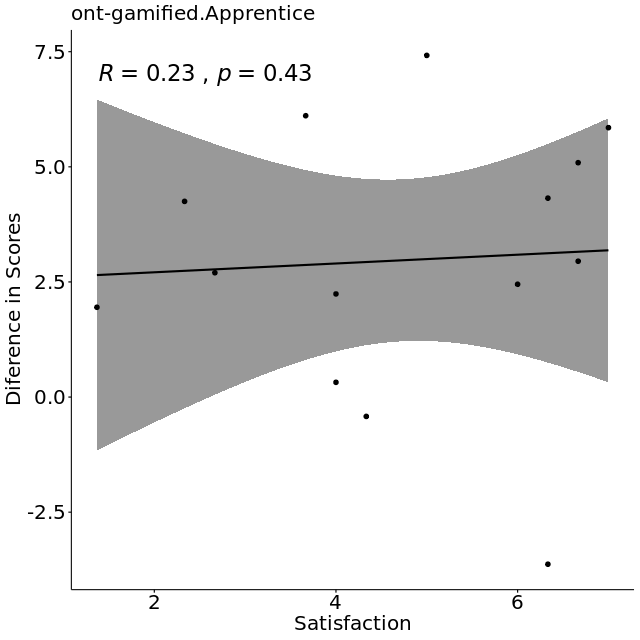 ont-gamified.Apprentice
R = 0.23 , p = 0.43
7.5
5.0
2.5
0.0
-2.5
Diference in Scores
2 4 6
Satisfaction